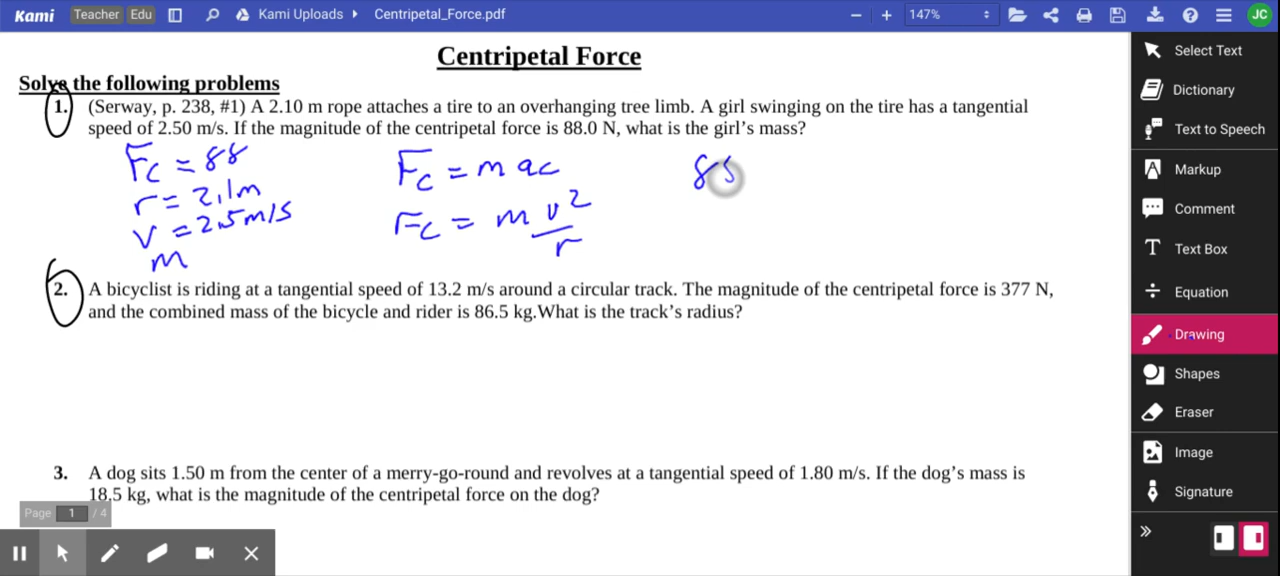 Kami Teacher Edu Kami Uploads Centripetal_Force.pdf 147% JC
Centripetal Force
Solve the following problems
1. (Serway, p. 238, #1) A 2.10 m rope attaches a tire to an overhanging tree limb. A girl swinging on the tire has a tangential
speed of 2.50 m/s. If the magnitude of the centripetal force is 88.0 N, what is the girl's mass?
Fc = 88
r = 2.1m
v = 2.5m/s
m
Fc = m ac
Fc = m v²/r
88
2. A bicyclist is riding at a tangential speed of 13.2 m/s around a circular track. The magnitude of the centripetal force is 377 N,
and the combined mass of the bicycle and rider is 86.5 kg.What is the track's radius?
3. A dog sits 1.50 m from the center of a merry-go-round and revolves at a tangential speed of 1.80 m/s. If the dog's mass is
18.5 kg, what is the magnitude of the centripetal force on the dog?
Page 1 / 4
Select Text
Dictionary
Text to Speech
Markup
Comment
Text Box
Equation
Drawing
Shapes
Eraser
Image
Signature